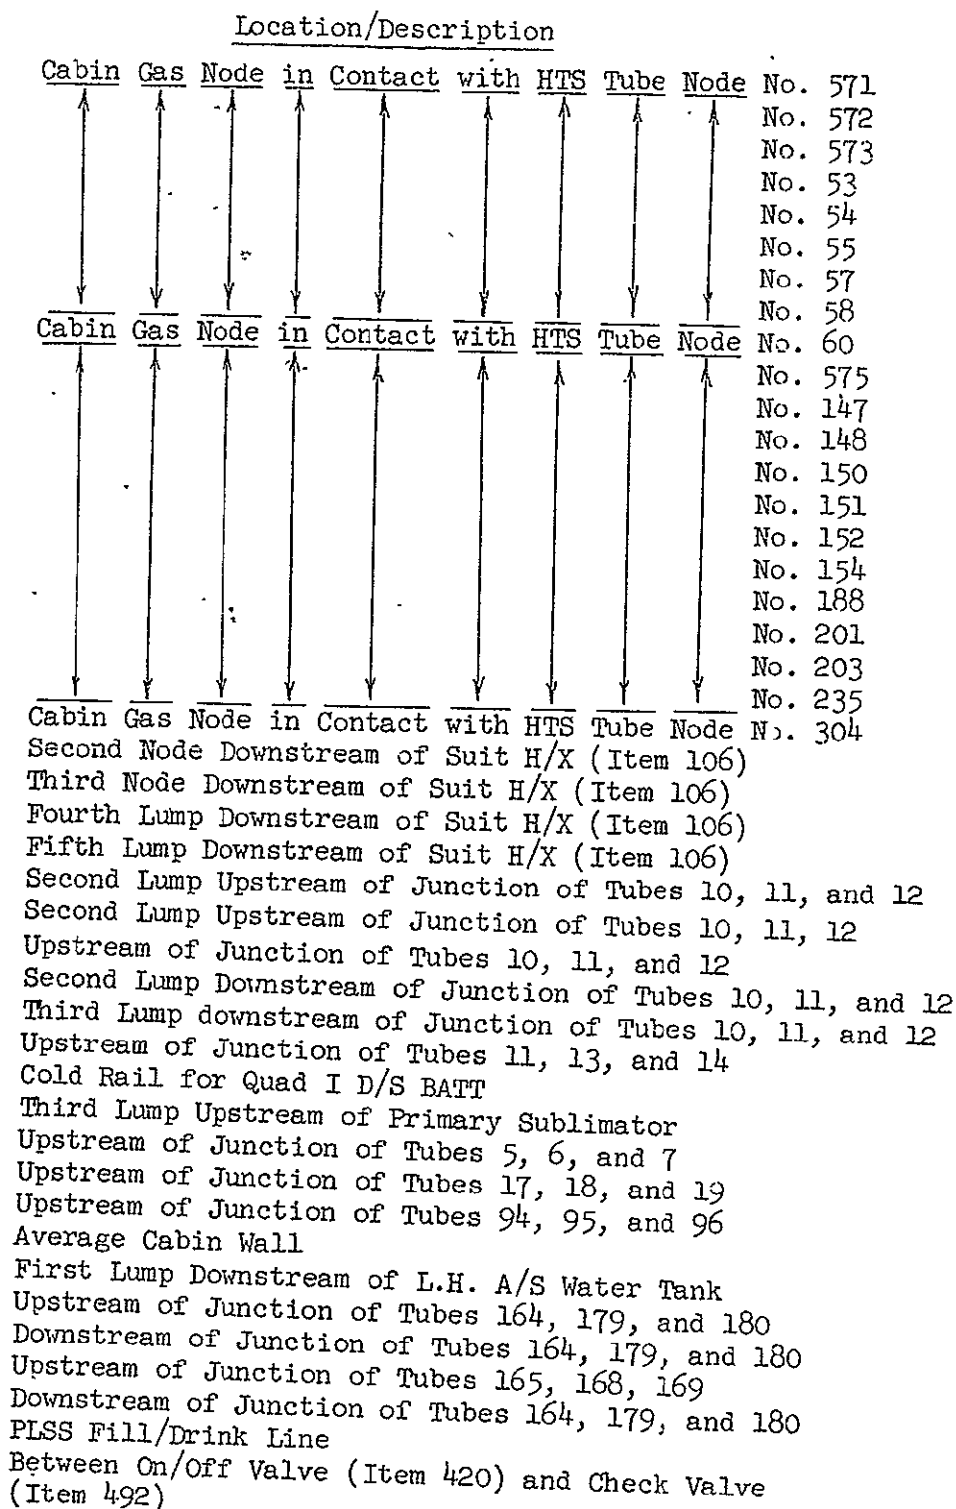 Location/Description
Cabin Gas Node in Contact with HTS Tube Node No. 571
No. 572
No. 573
No. 53
No. 54
No. 55
No. 57
No. 58
Cabin Gas Node in Contact with HTS Tube Node No. 60
No. 575
No. 147
No. 148
No. 150
No. 151
No. 152
No. 154
No. 188
No. 201
No. 203
No. 235
Cabin Gas Node in Contact with HTS Tube Node No. 304
Second Node Downstream of Suit H/X (Item 106)
Third Node Downstream of Suit H/X (Item 106)
Fourth Lump Downstream of Suit H/X (Item 106)
Fifth Lump Downstream of Suit H/X (Item 106)
Second Lump Upstream of Junction of Tubes 10, 11, and 12
Second Lump Upstream of Junction of Tubes 10, 11, 12
Upstream of Junction of Tubes 10, 11, and 12
Second Lump Downstream of Junction of Tubes 10, 11, and 12
Third Lump downstream of Junction of Tubes 10, 11, and 12
Upstream of Junction of Tubes 11, 13, and 14
Cold Rail for Quad I D/S BATT
Third Lump Upstream of Primary Sublimator
Upstream of Junction of Tubes 5, 6, and 7
Upstream of Junction of Tubes 17, 18, and 19
Upstream of Junction of Tubes 94, 95, and 96
Average Cabin Wall
First Lump Downstream of L.H. A/S Water Tank
Upstream of Junction of Tubes 164, 179, and 180
Downstream of Junction of Tubes 164, 179, and 180
Upstream of Junction of Tubes 165, 168, 169
Downstream of Junction of Tubes 164, 179, and 180
PLSS Fill/Drink Line
Between On/Off Valve (Item 420) and Check Valve
(Item 492)